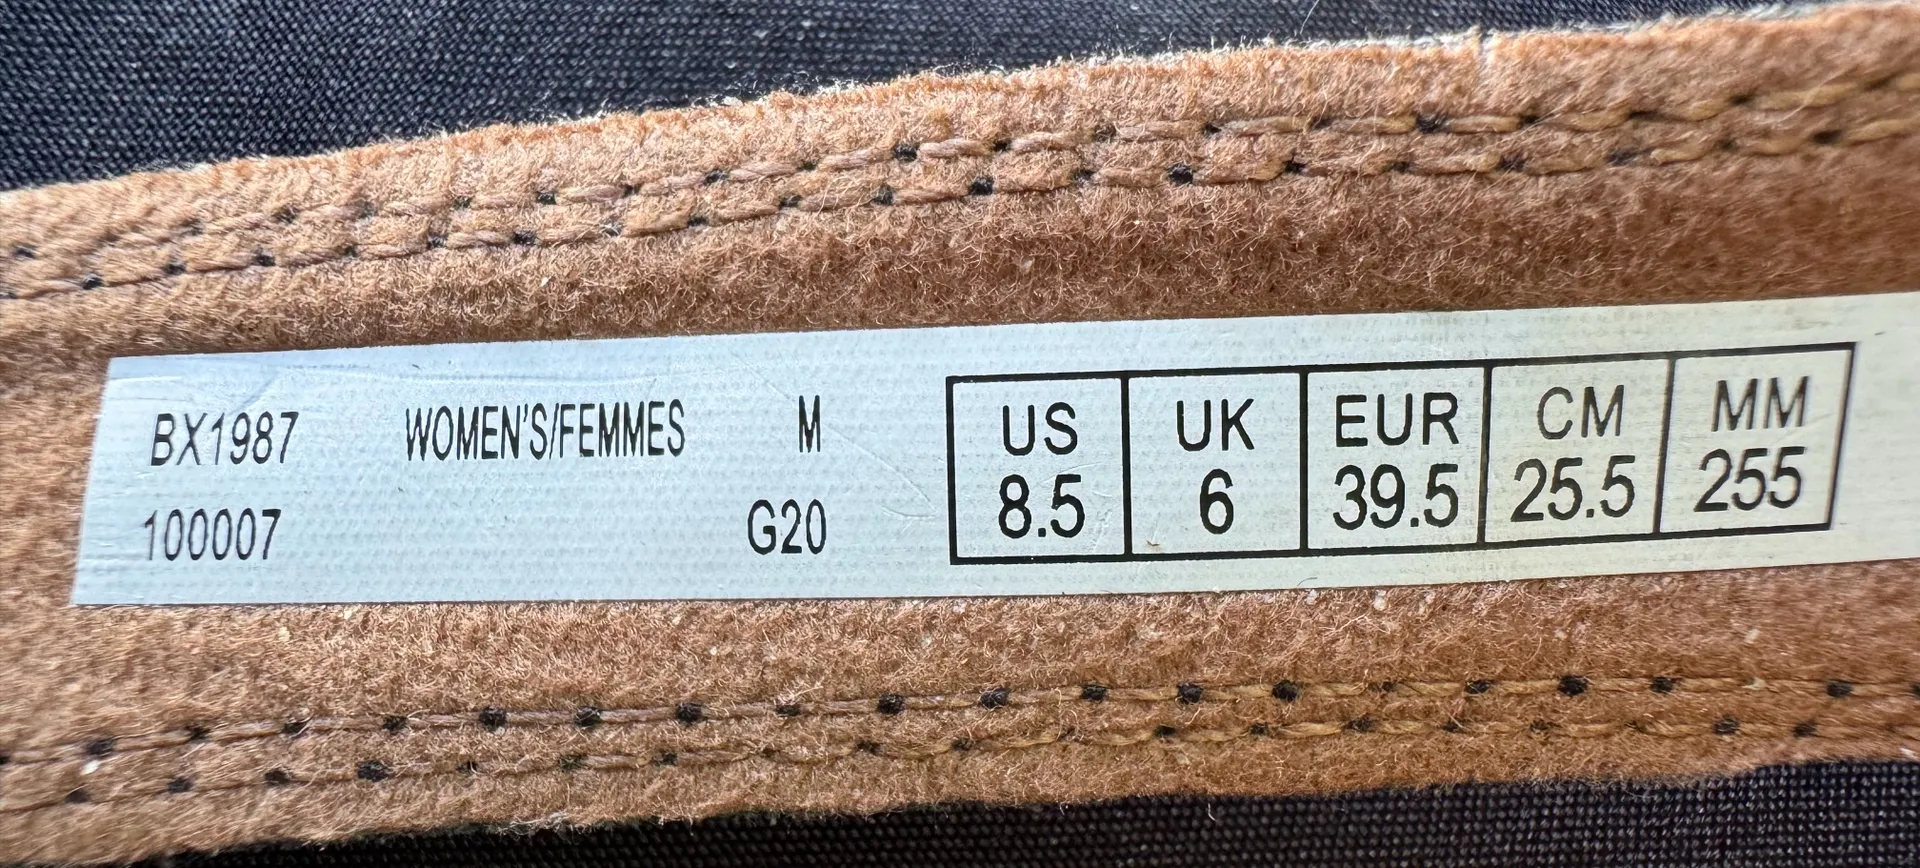 BX1987 WOMEN'S/FEMMES M
100007 G20
US UK EUR CM MM
8.5 6 39.5 25.5 255